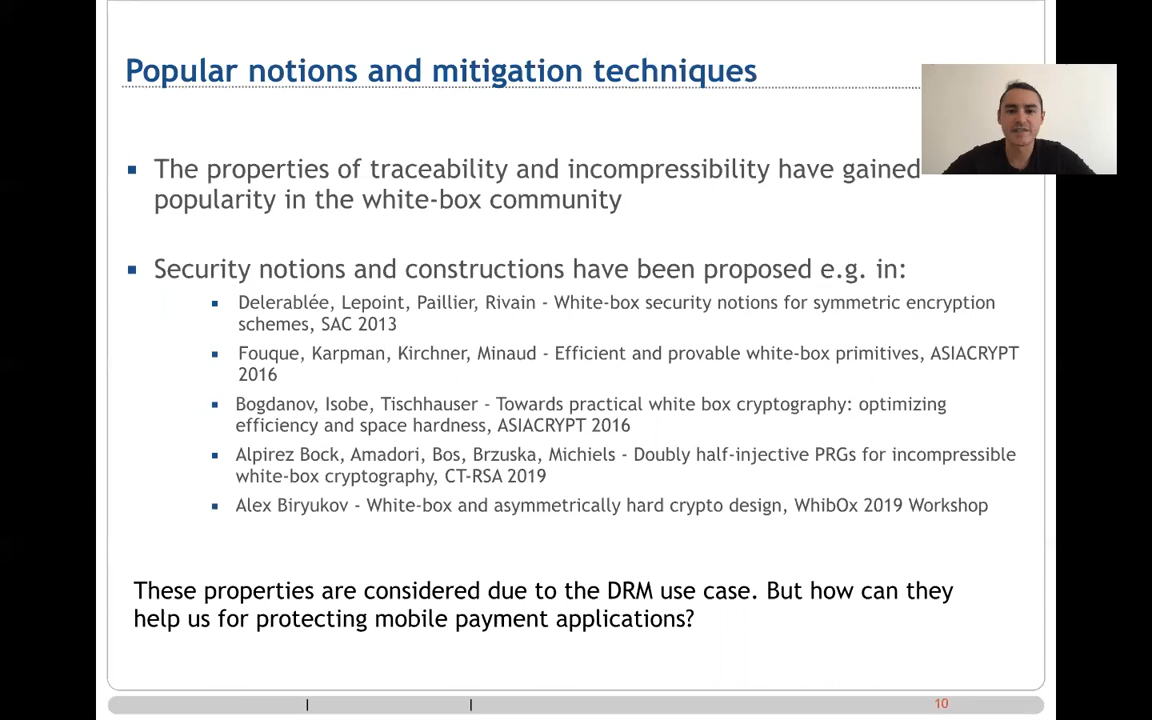 Popular notions and mitigation techniques
The properties of traceability and incompressibility have gained
popularity in the white-box community
Security notions and constructions have been proposed e.g. in:
Delerablée, Lepoint, Paillier, Rivain - White-box security notions for symmetric encryption
schemes, SAC 2013
Fouque, Karpman, Kirchner, Minaud - Efficient and provable white-box primitives, ASIACRYPT
2016
Bogdanov, Isobe, Tischhauser - Towards practical white box cryptography: optimizing
efficiency and space hardness, ASIACRYPT 2016
Alpirez Bock, Amadori, Bos, Brzuska, Michiels - Doubly half-injective PRGs for incompressible
white-box cryptography, CT-RSA 2019
Alex Biryukov - White-box and asymmetrically hard crypto design, WhibOx 2019 Workshop
These properties are considered due to the DRM use case. But how can they
help us for protecting mobile payment applications?
10